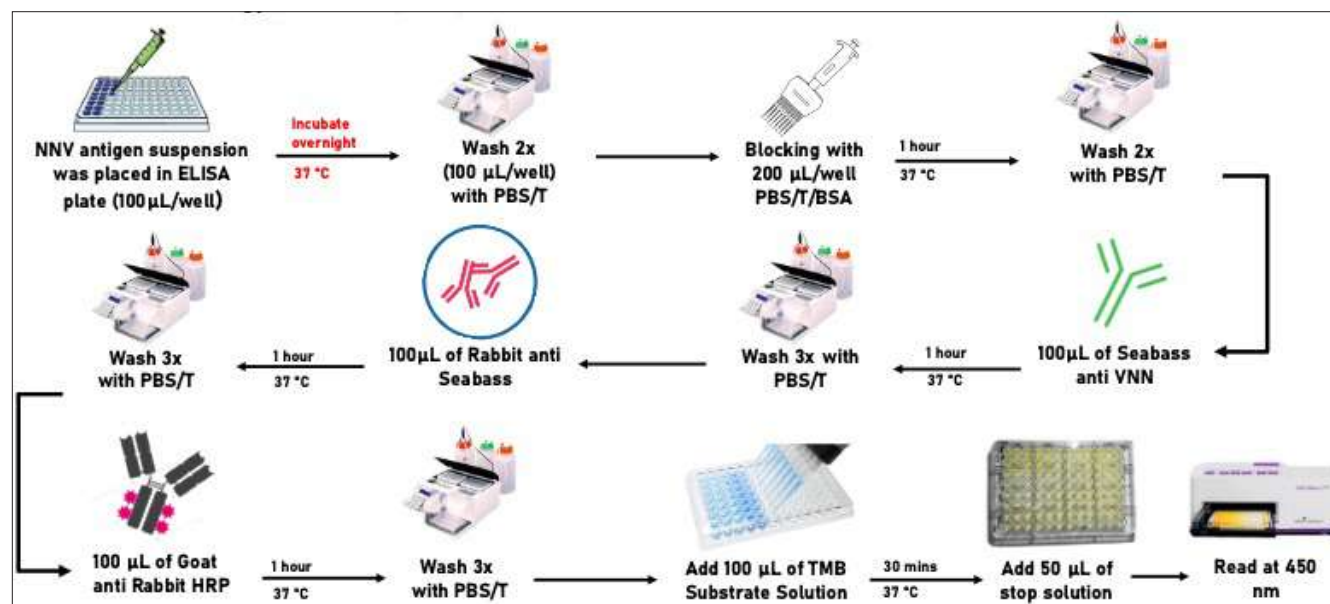 NNV antigen suspension
was placed in ELISA
plate (100µL/well)
Incubate
overnight
37 °C
Wash 2x
(100 µL/well)
with PBS/T
Blocking with
200 µL/well
PBS/T/BSA
1 hour
37 °C
Wash 2x
with PBS/T
100µL of Seabass
anti VNN
1 hour
37 °C
Wash 3x with
PBS/T
100µL of Rabbit anti
Seabass
1 hour
37 °C
Wash 3x
with PBS/T
100 µL of Goat
anti Rabbit HRP
1 hour
37 °C
Wash 3x
with PBS/T
Add 100 µL of TMB
Substrate Solution
30 mins
37 °C
Add 50 µL of
stop solution
Read at 450
nm